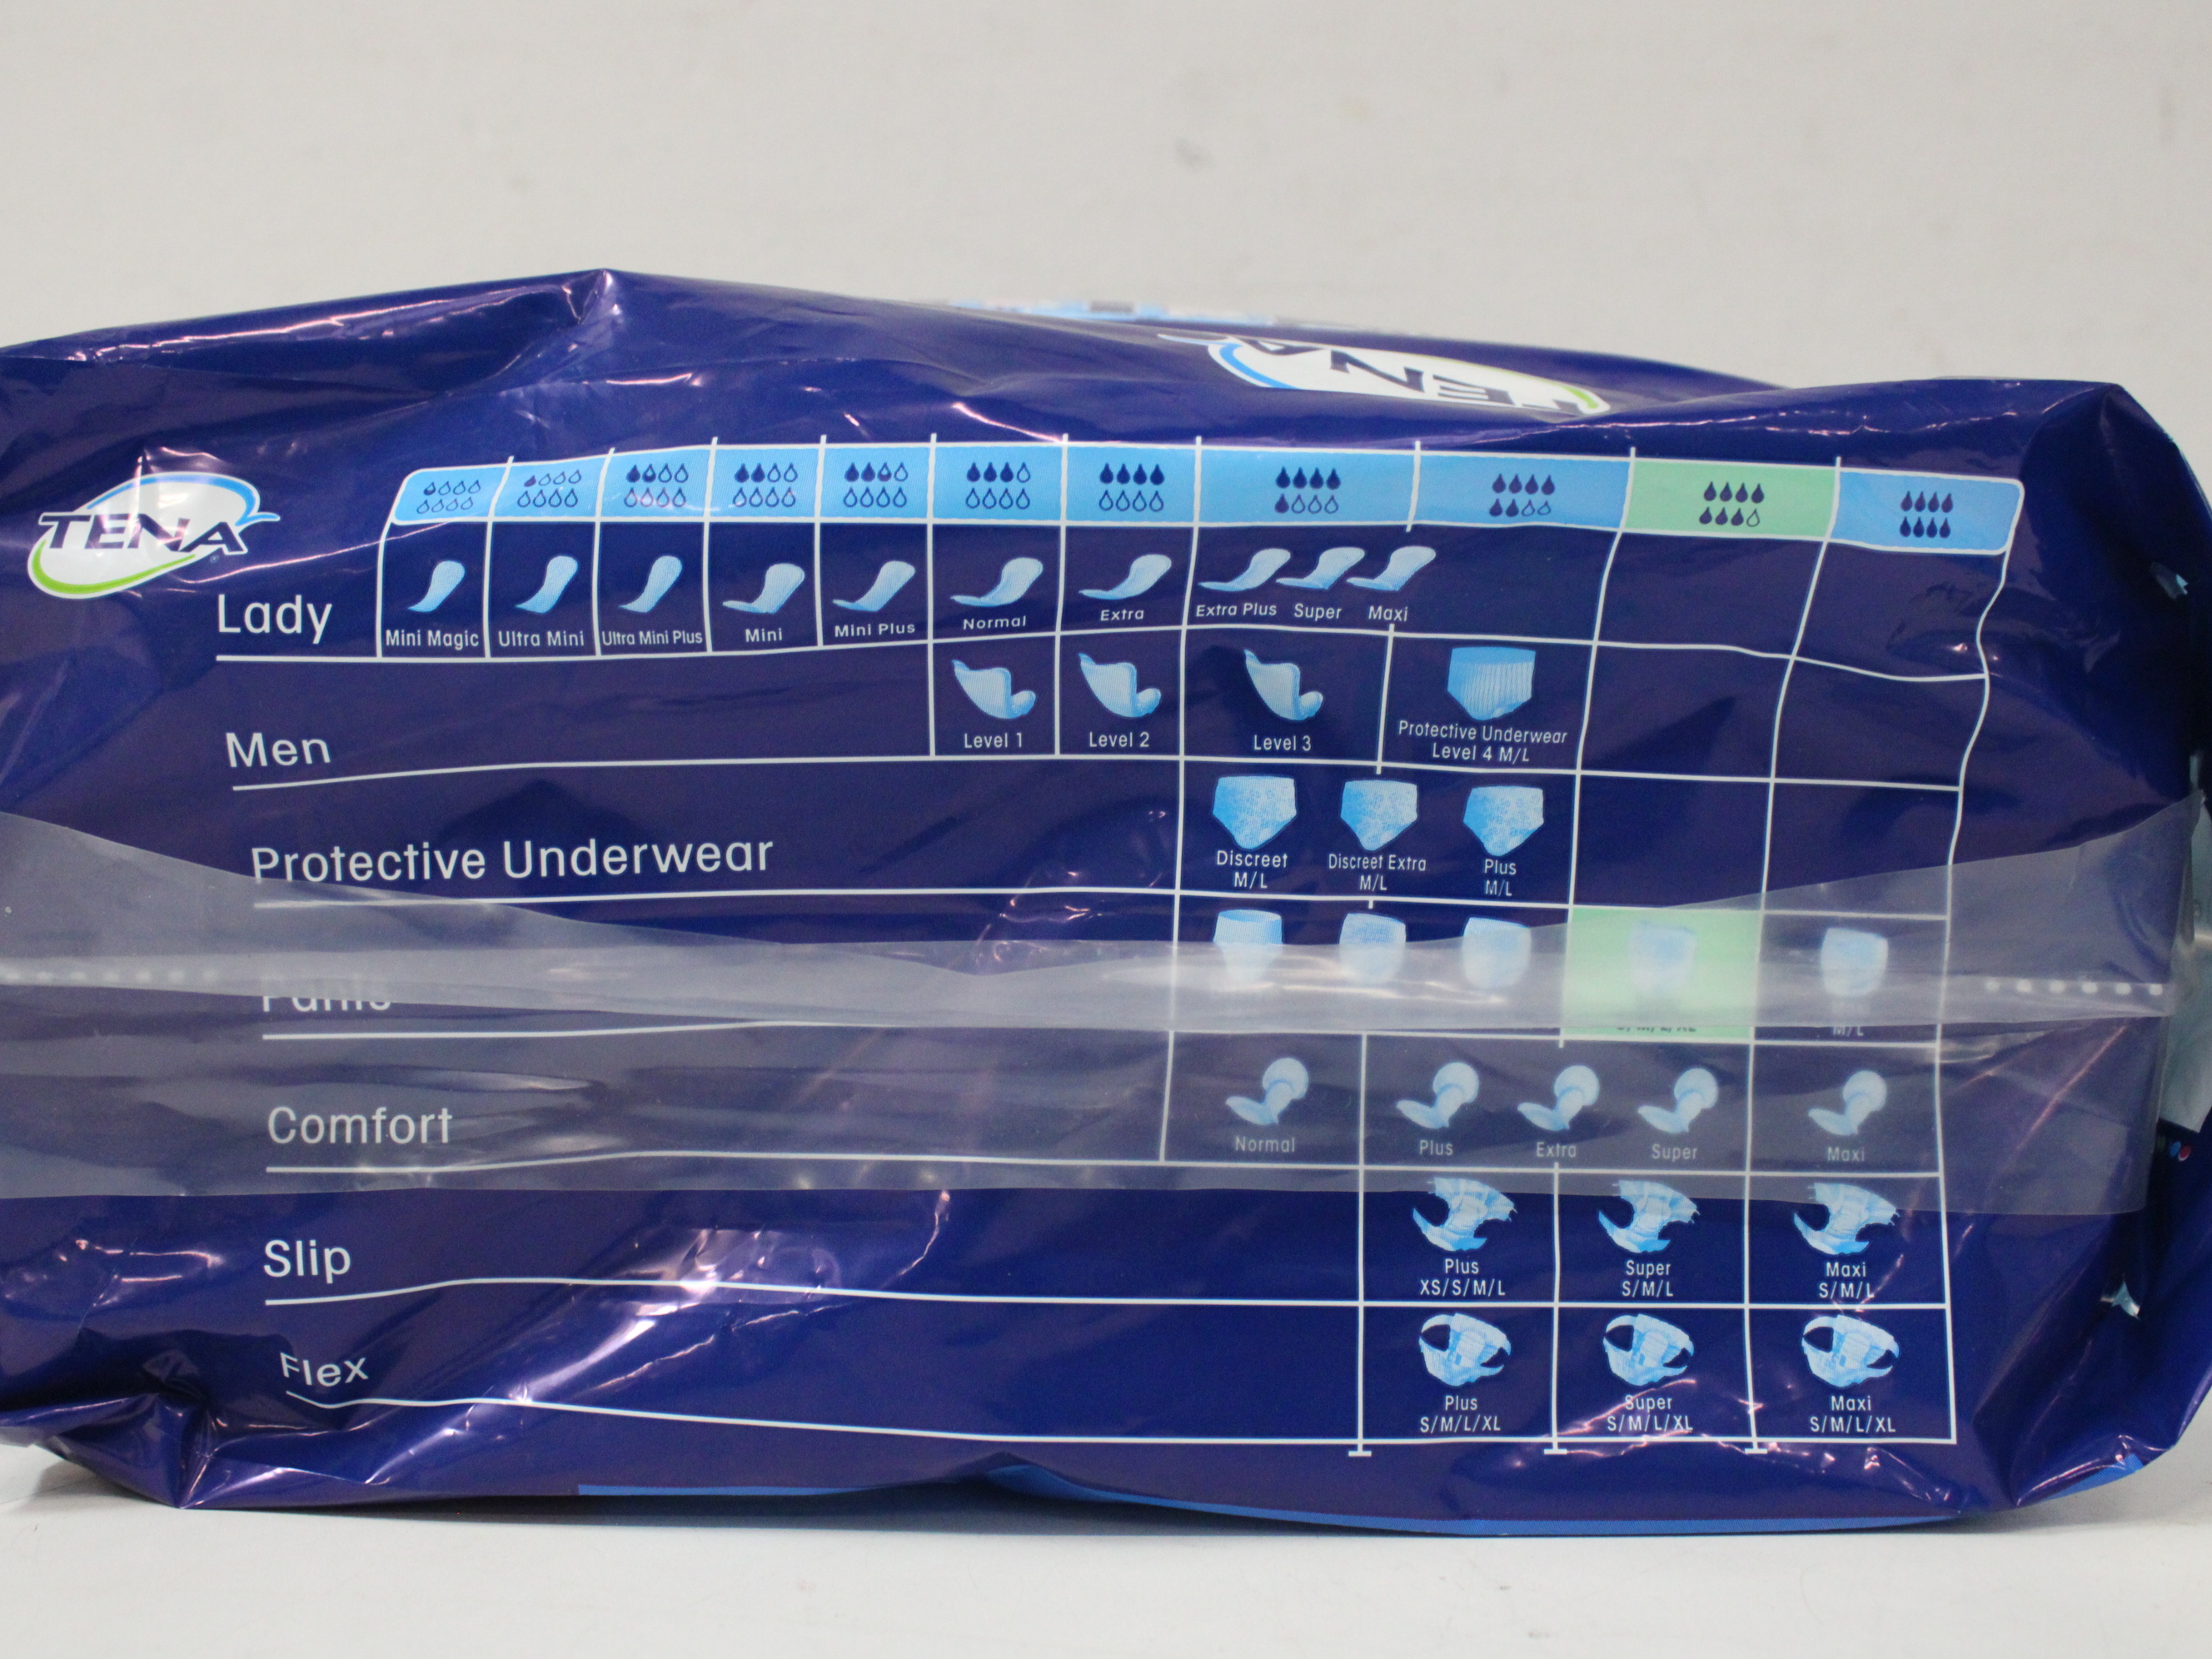 TENA
TENA
Lady
Mini Magic
Ultra Mini
Ultra Mini Plus
Mini
Mini Plus
Normal
Extra
Extra Plus
Super
Maxi
Men
Level 1
Level 2
Level 3
Protective Underwear
Level 4 M/L
Protective Underwear
Discreet
M/L
Discreet Extra
M/L
Plus
M/L
Pants
S/M/L/XL
M/L
Comfort
Normal
Plus
Extra
Super
Maxi
Slip
Plus
XS/S/M/L
Super
S/M/L
Maxi
S/M/L
Flex
Plus
S/M/L/XL
Super
S/M/L/XL
Maxi
S/M/L/XL